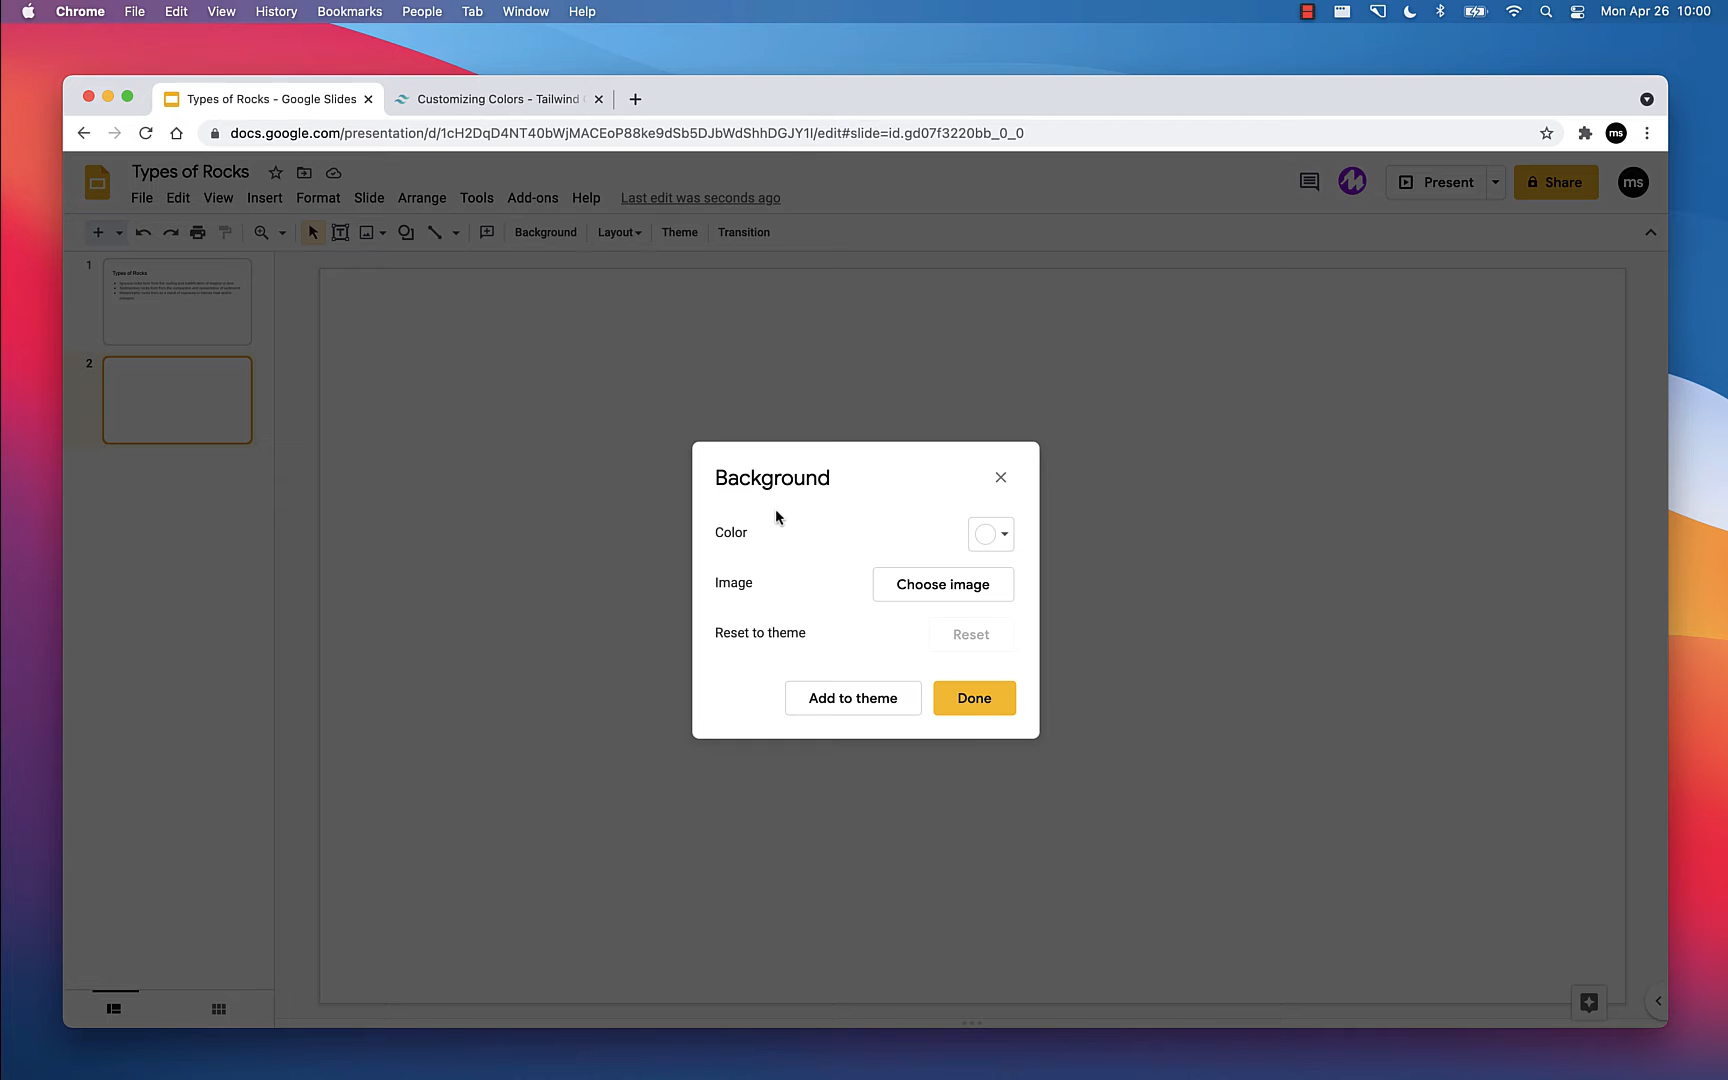 Chrome File Edit View History Bookmarks People Tab Window Help Mon Apr 26 10:00
Types of Rocks - Google Slides Customizing Colors - Tailwind
docs.google.com/presentation/d/1cH2DqD4NT40bWjMACEoP88ke9dSb5DJbWdShhDGJY1I/edit#slide=id.gd07f3220bb_0_0 ms
Types of Rocks
Present Share ms
File Edit View Insert Format Slide Arrange Tools Add-ons Help Last edit was seconds ago
Background Layout Theme Transition
1
Types of Rocks
2
Background
Color
Image Choose image
Reset to theme Reset
Add to theme Done